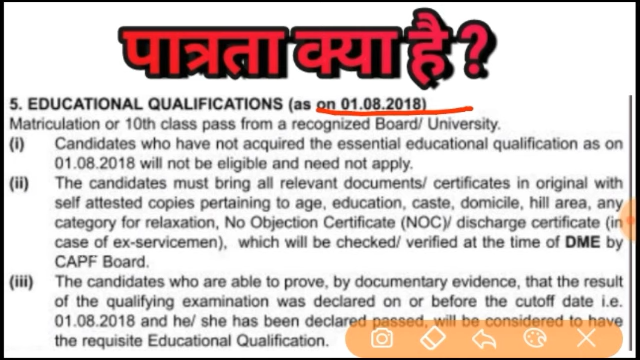 पात्रता क्या है ?
5. EDUCATIONAL QUALIFICATIONS (as on 01.08.2018)
Matriculation or 10th class pass from a recognized Board/ University.
(i) Candidates who have not acquired the essential educational qualification as on
01.08.2018 will not be eligible and need not apply.
(ii) The candidates must bring all relevant documents/ certificates in original with
self attested copies pertaining to age, education, caste, domicile, hill area, any
category for relaxation, No Objection Certificate (NOC)/ discharge certificate (in
case of ex-servicemen), which will be checked/ verified at the time of DME by
CAPF Board.
(iii) The candidates who are able to prove, by documentary evidence, that the result
of the qualifying examination was declared on or before the cutoff date i.e.
01.08.2018 and he/ she has been declared passed, will be considered to have
the requisite Educational Qualification.